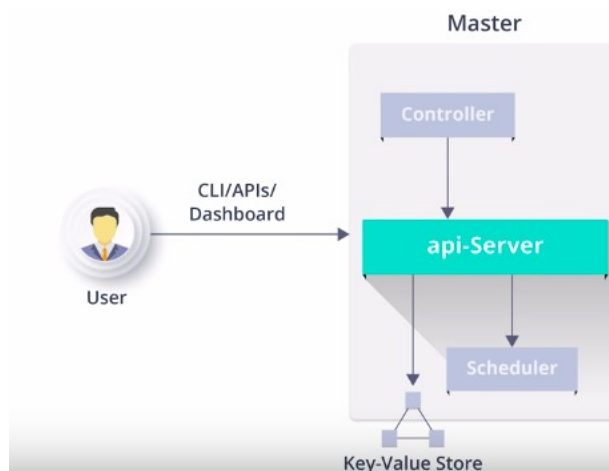 Master
Controller
CLI/APIs/
Dashboard
api-Server
User
Scheduler
Key-Value Store